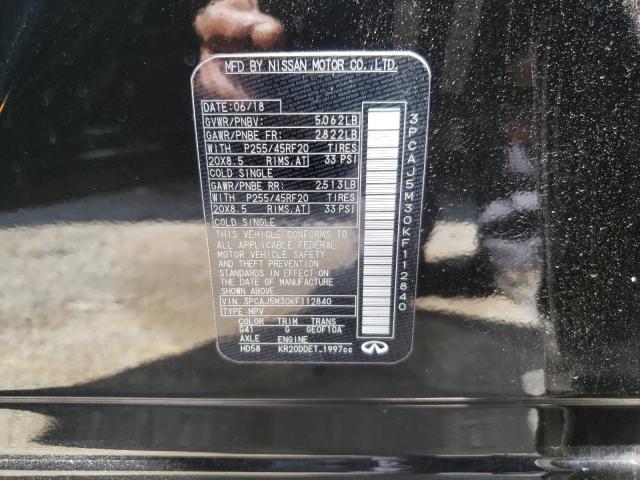 MFD BY NISSAN MOTOR CO.,LTD.
DATE:06/18
GVWR/PNBV: 5,062LB
GAWR/PNBE FR: 2,822LB
WITH P255/45RF20 TIRES
20X8.5 RIMS.AT 33 PSI
COLD SINGLE
GAWR/PNBE RR: 2,513LB
WITH P255/45RF20 TIRES
20X8.5 RIMS.AT 33 PSI
COLD SINGLE
THIS VEHICLE CONFORMS TO
ALL APPLICABLE FEDERAL
MOTOR VEHICLE SAFETY
AND THEFT PREVENTION
STANDARDS IN EFFECT ON
THE DATE OF MANUFACTURE
SHOWN ABOVE.
VIN:3PCAJ5M30KF112840
TYPE:MPV
COLOR TRIM TRANS
G41 G GE0F10A
AXLE ENGINE
HD58 KR20DDET_1997cc
3PCAJ5M30KF112840